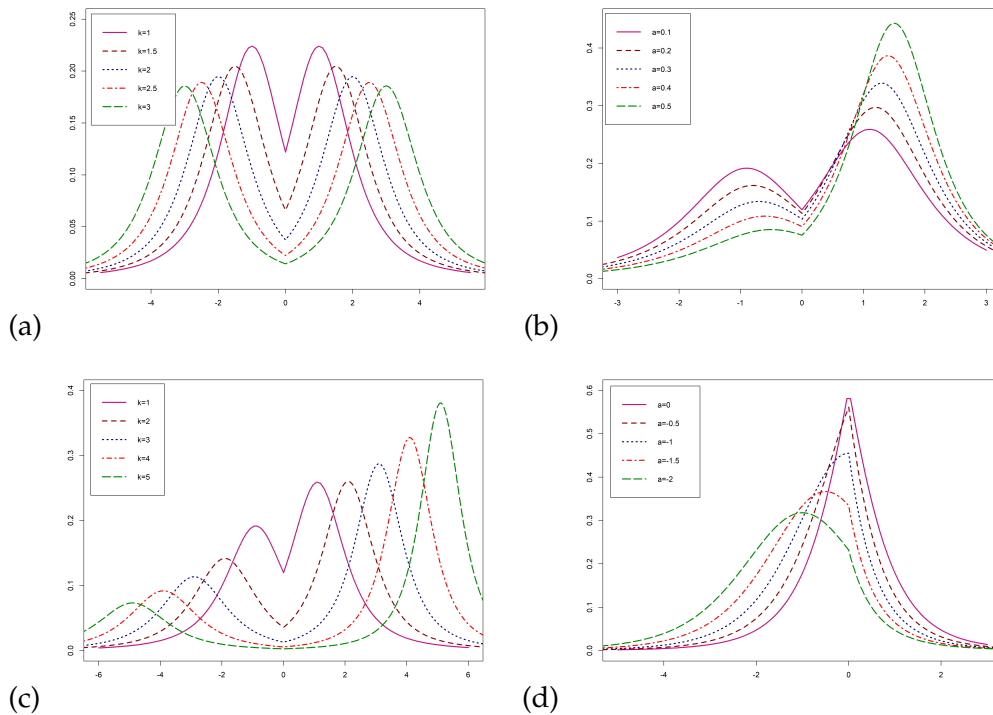 k=1
k=1.5
k=2
k=2.5
k=3
0.25
0.20
0.15
0.10
0.05
0.00
-4 -2 0 2 4
(a)
a=0.1
a=0.2
a=0.3
a=0.4
a=0.5
0.4
0.3
0.2
0.1
0.0
-3 -2 -1 0 1 2 3
(b)
k=1
k=2
k=3
k=4
k=5
0.4
0.3
0.2
0.1
0.0
-6 -4 -2 0 2 4 6
(c)
a=0
a=-0.5
a=-1
a=-1.5
a=-2
0.6
0.5
0.4
0.3
0.2
0.1
0.0
-4 -2 0 2
(d)